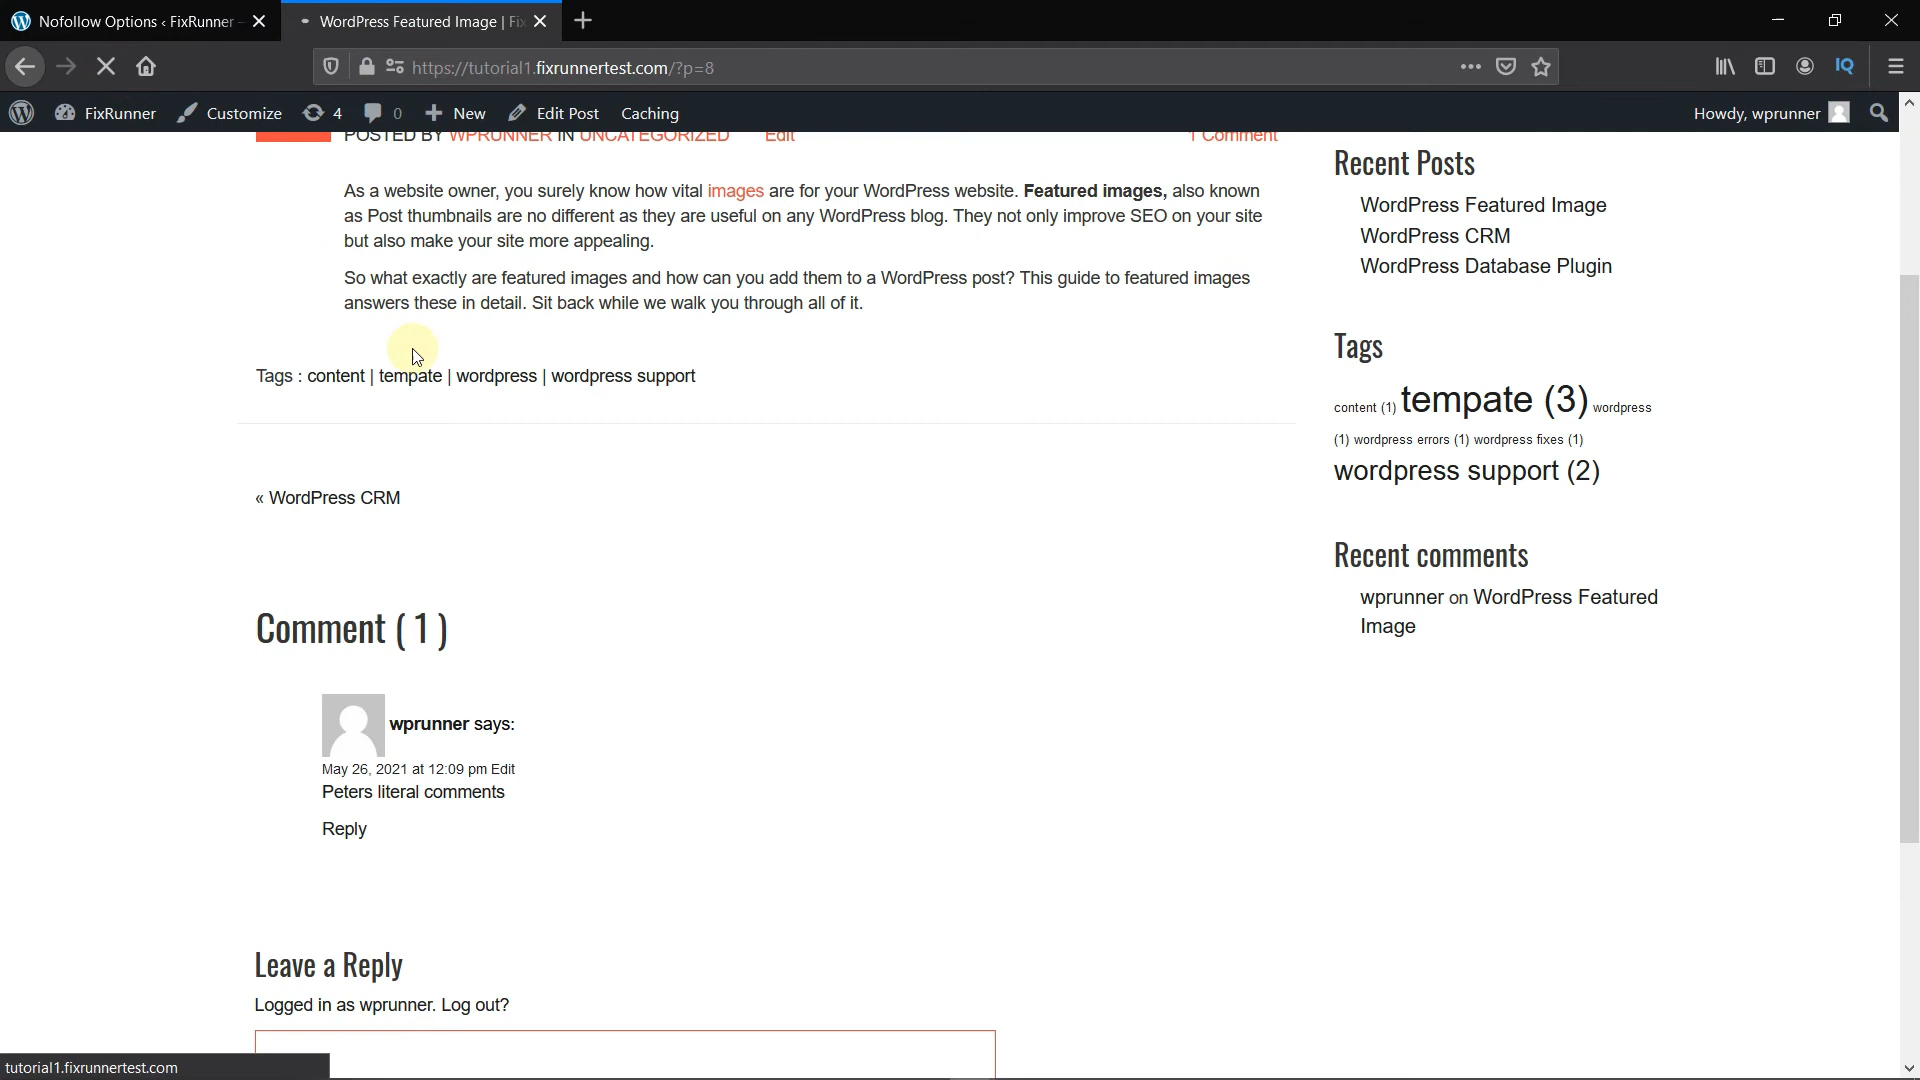 Nofollow Options ‹ FixRunner –
WordPress Featured Image | Fix
https://tutorial1.fixrunnertest.com/?p=8
IQ
FixRunner Customize 4 0 New Edit Post Caching Howdy, wprunner
POSTED BY WPRUNNER IN UNCATEGORIZED Edit 1 Comment
As a website owner, you surely know how vital images are for your WordPress website. Featured images, also known
as Post thumbnails are no different as they are useful on any WordPress blog. They not only improve SEO on your site
but also make your site more appealing.
So what exactly are featured images and how can you add them to a WordPress post? This guide to featured images
answers these in detail. Sit back while we walk you through all of it.
Tags : content | tempate | wordpress | wordpress support
« WordPress CRM
Comment ( 1 )
wprunner says:
May 26, 2021 at 12:09 pm Edit
Peters literal comments
Reply
Leave a Reply
Logged in as wprunner. Log out?
Recent Posts
WordPress Featured Image
WordPress CRM
WordPress Database Plugin
Tags
content (1) tempate (3) wordpress
(1) wordpress errors (1) wordpress fixes (1)
wordpress support (2)
Recent comments
wprunner on WordPress Featured
Image
tutorial1.fixrunnertest.com